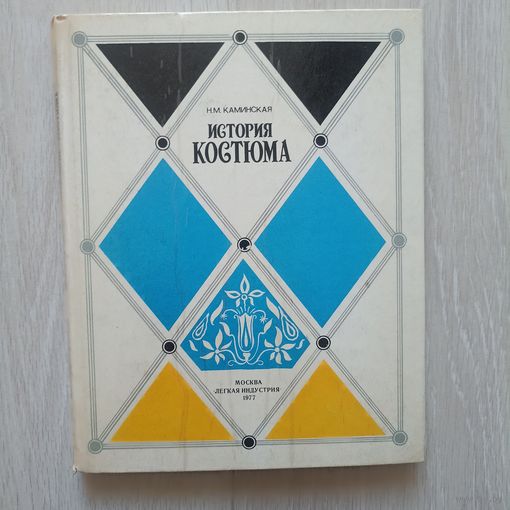 Н.М. КАМИНСКАЯ
ИСТОРИЯ
КОСТЮМА
МОСКВА
ЛЕГКАЯ ИНДУСТРИЯ
1977